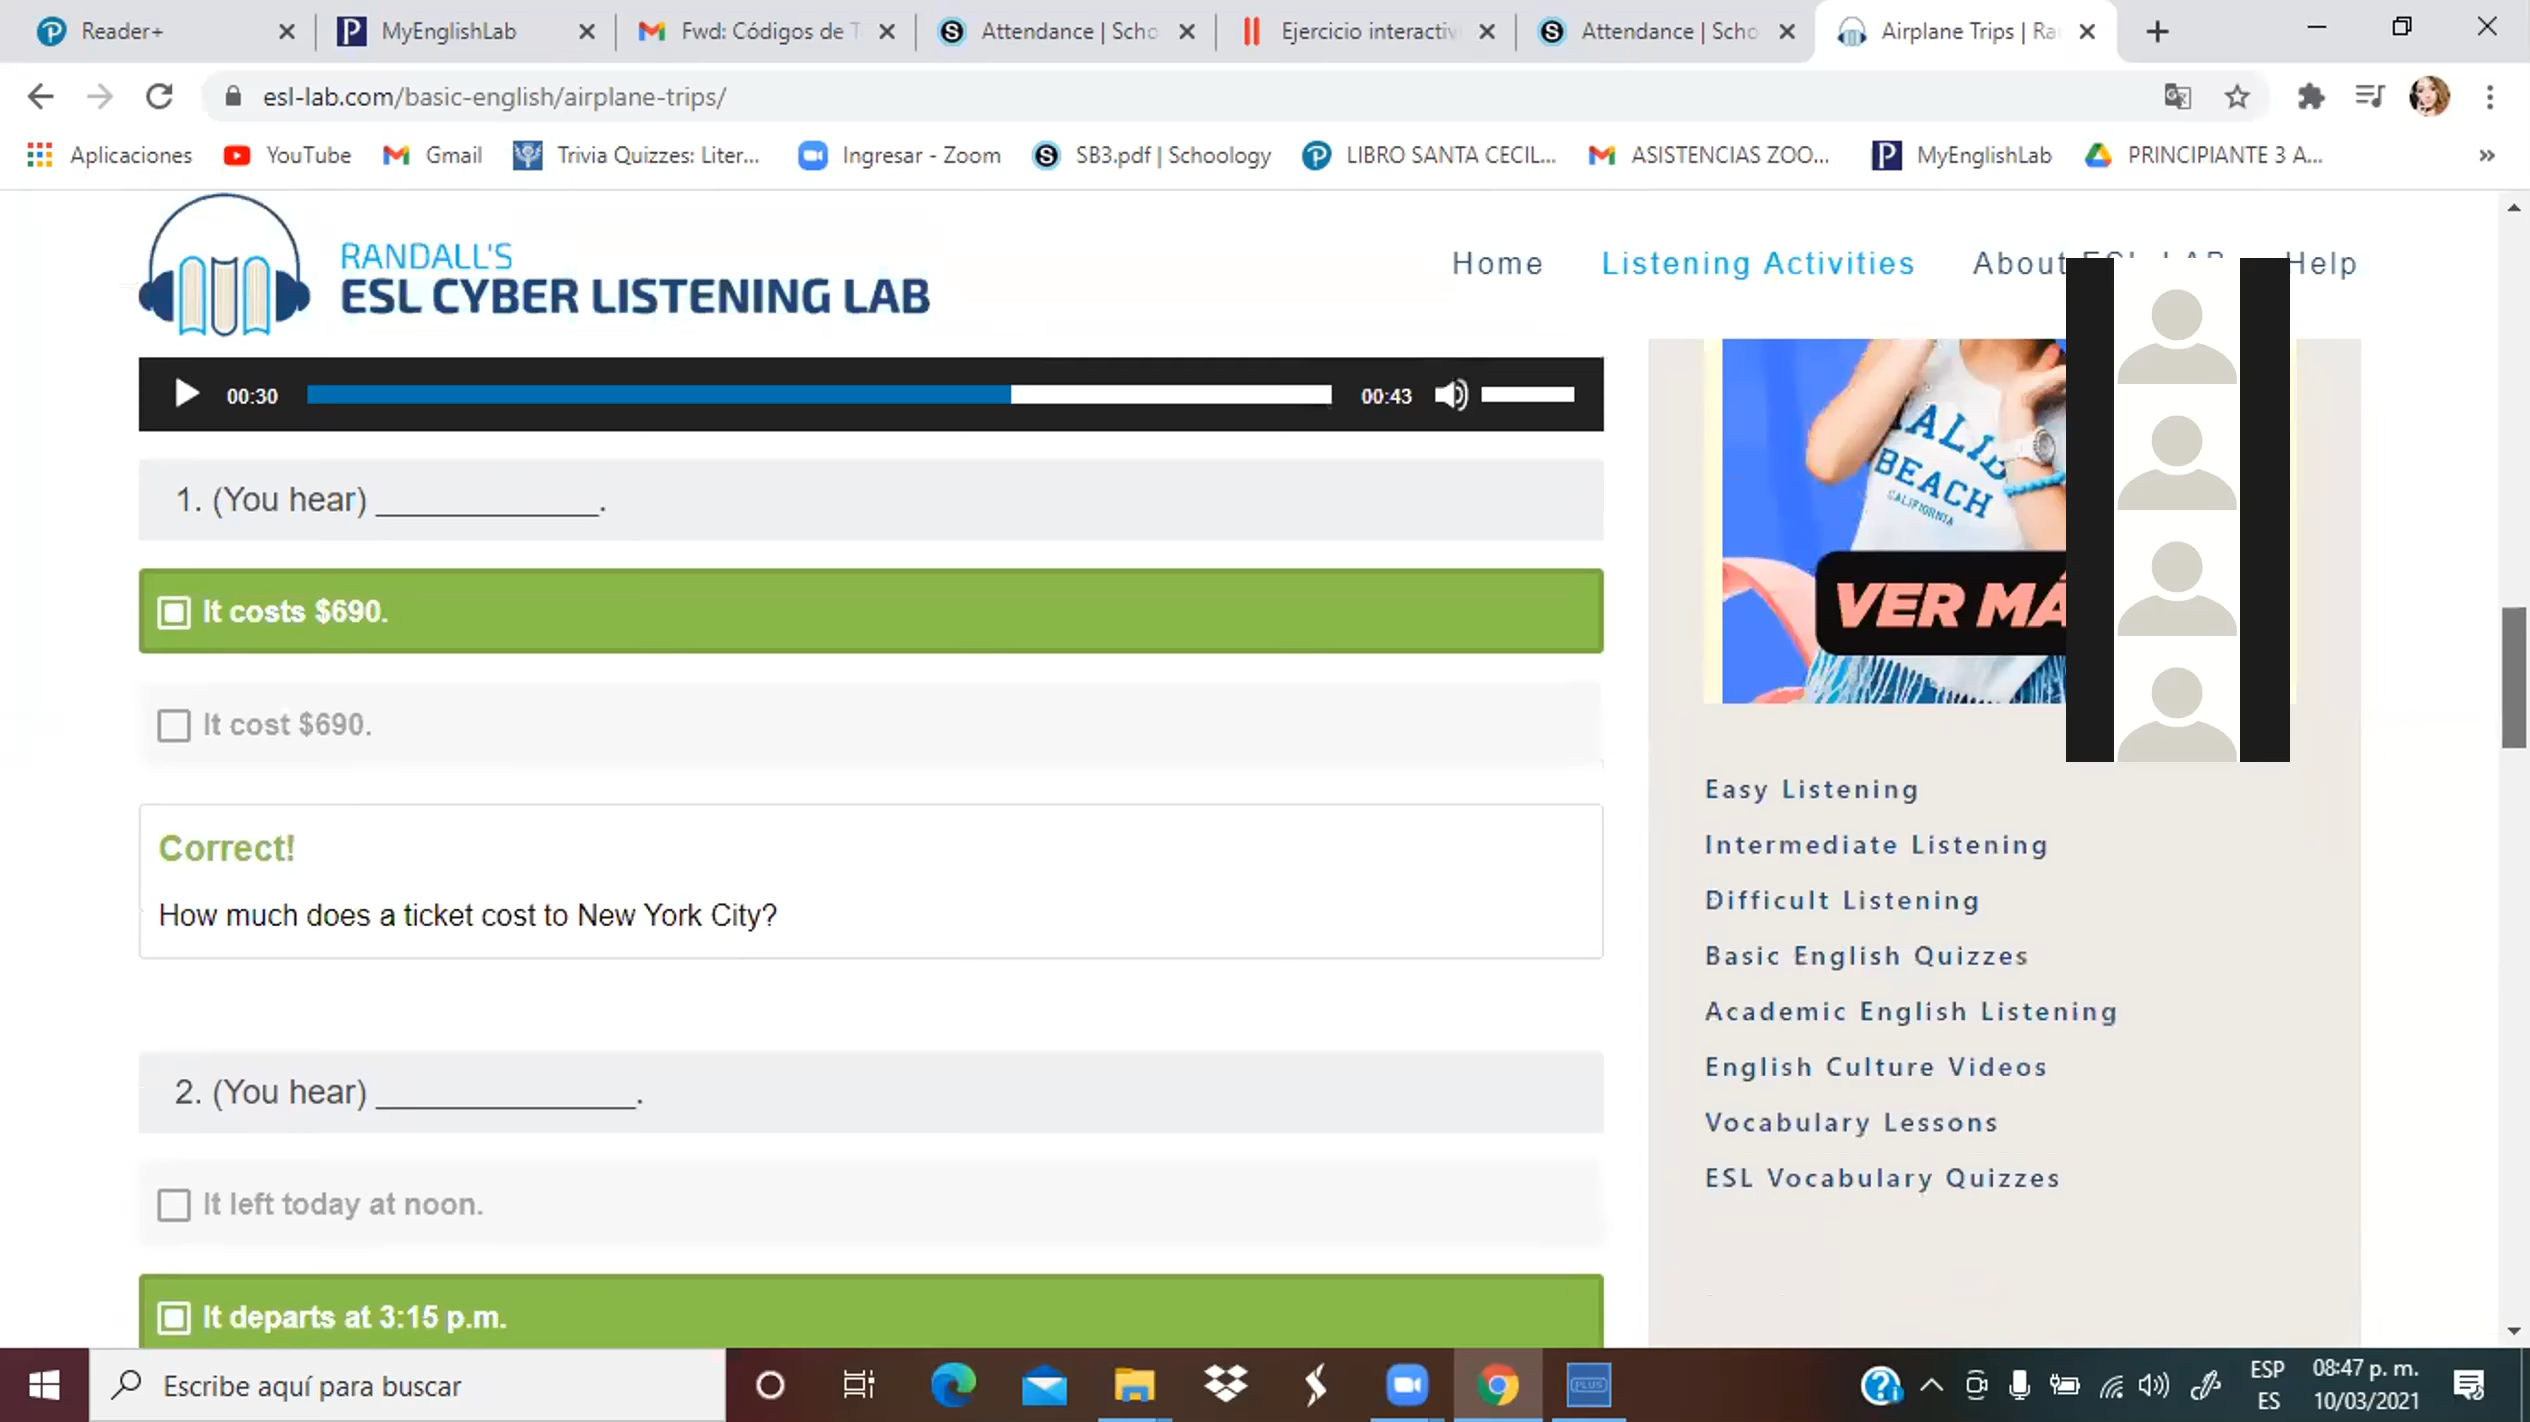 Reader+
MyEnglishLab
Fwd: Códigos de T
Attendance | Scho
Ejercicio interactiv
Attendance | Scho
Airplane Trips | Ra
esl-lab.com/basic-english/airplane-trips/
Aplicaciones
YouTube
Gmail
Trivia Quizzes: Liter...
Ingresar - Zoom
SB3.pdf | Schoology
LIBRO SANTA CECIL...
ASISTENCIAS ZOO...
MyEnglishLab
PRINCIPIANTE 3 A...
»
RANDALL'S
ESL CYBER LISTENING LAB
Home
Listening Activities
About ESL-LAB
Help
00:30
00:43
1. (You hear) ____________.
It costs $690.
It cost $690.
Correct!
How much does a ticket cost to New York City?
2. (You hear) ______________.
It left today at noon.
It departs at 3:15 p.m.
BEACH
CALIFORNIA
VER MÁ
Easy Listening
Intermediate Listening
Difficult Listening
Basic English Quizzes
Academic English Listening
English Culture Videos
Vocabulary Lessons
ESL Vocabulary Quizzes
Escribe aquí para buscar
PLUS
ESP
ES
08:47 p. m.
10/03/2021